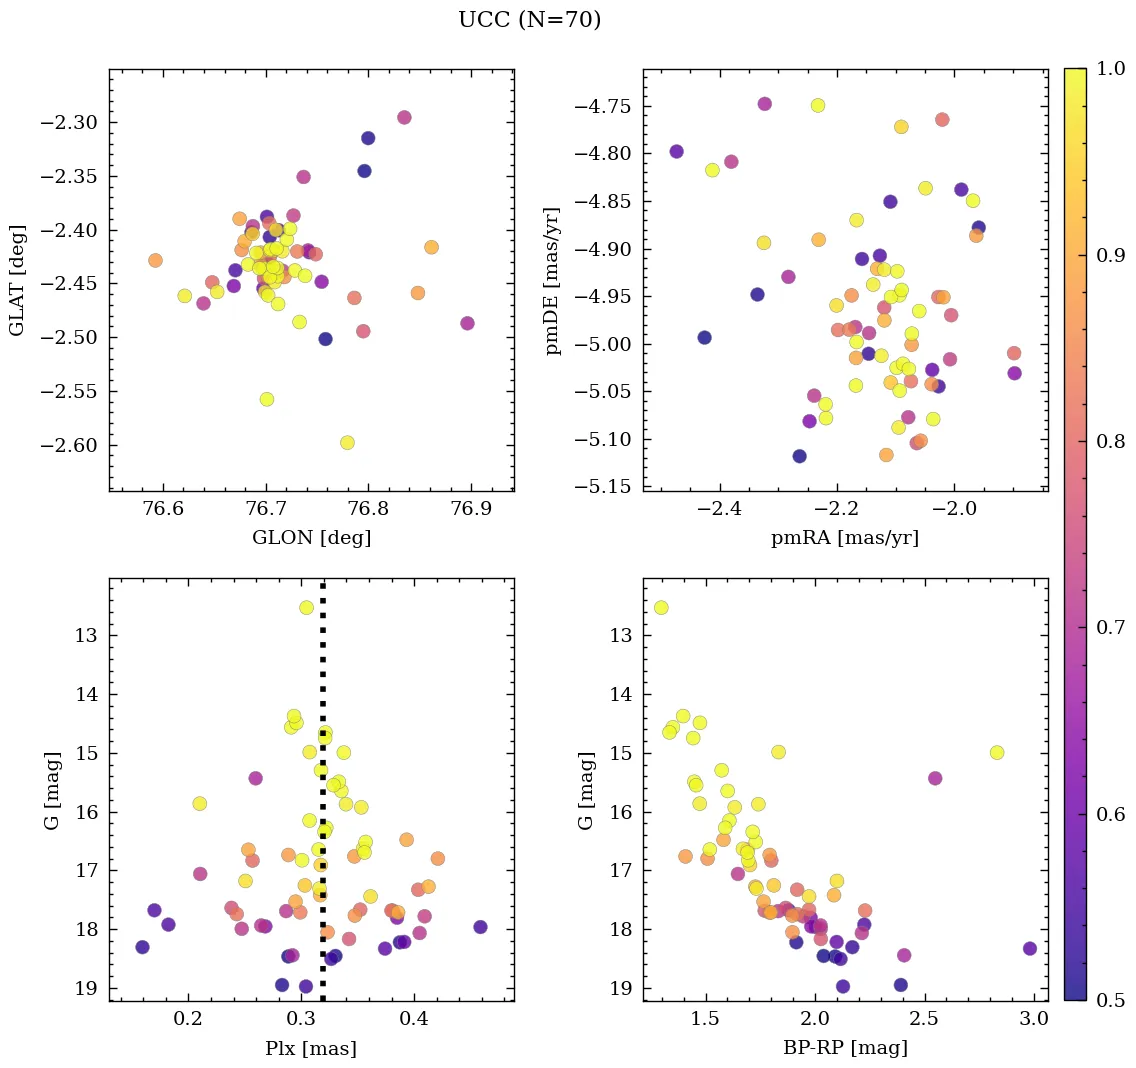 UCC (N=70)
−2.30
−2.35
−2.40
−2.45
−2.50
−2.55
−2.60
GLAT [deg]
76.6 76.7 76.8 76.9
GLON [deg]
−4.75
−4.80
−4.85
−4.90
−4.95
−5.00
−5.05
−5.10
−5.15
pmDE [mas/yr]
−2.4 −2.2 −2.0
pmRA [mas/yr]
13
14
15
16
17
18
19
G [mag]
0.2 0.3 0.4
Plx [mas]
13
14
15
16
17
18
19
G [mag]
1.5 2.0 2.5 3.0
BP-RP [mag]
1.0
0.9
0.8
0.7
0.6
0.5